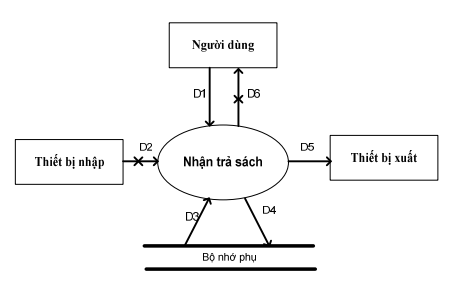 Người dùng
D1
D6
Thiết bị nhập
D2
Nhận trả sách
D5
Thiết bị xuất
D3
D4
Bộ nhớ phụ